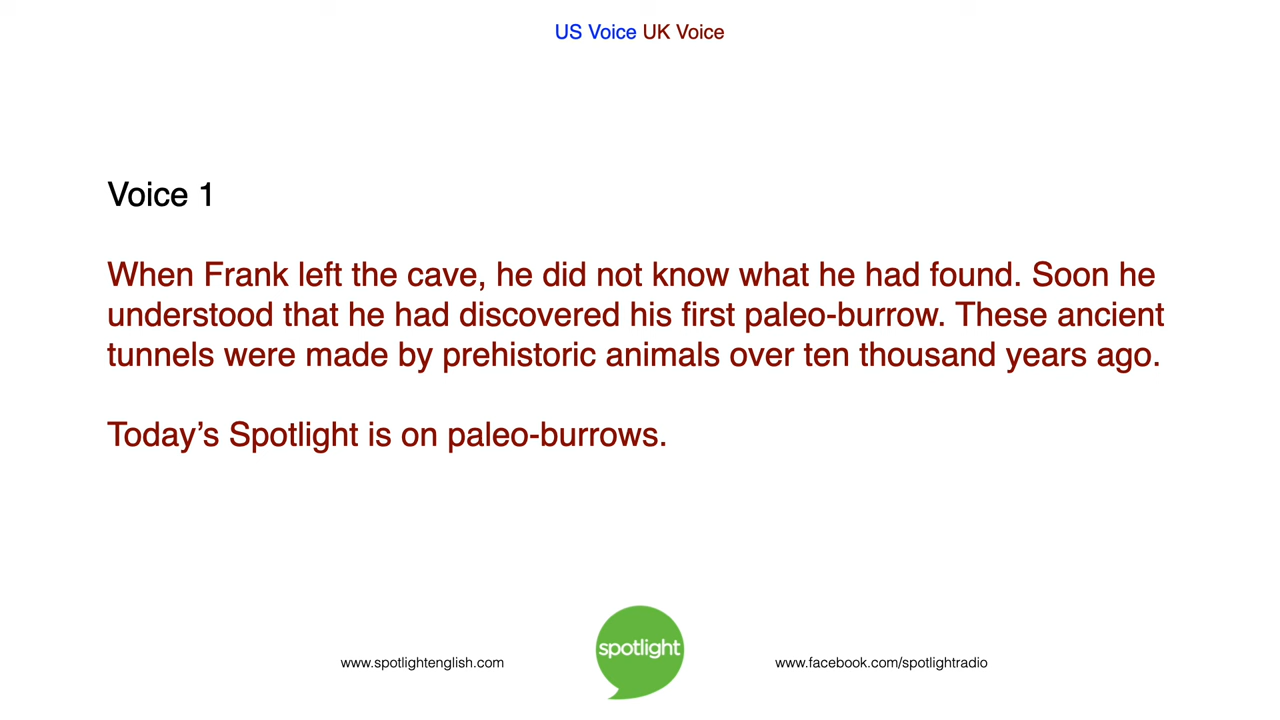 US Voice UK Voice
Voice 1
When Frank left the cave, he did not know what he had found. Soon he
understood that he had discovered his first paleo-burrow. These ancient
tunnels were made by prehistoric animals over ten thousand years ago.
Today’s Spotlight is on paleo-burrows.
spotlight
www.spotlightenglish.com
www.facebook.com/spotlightradio